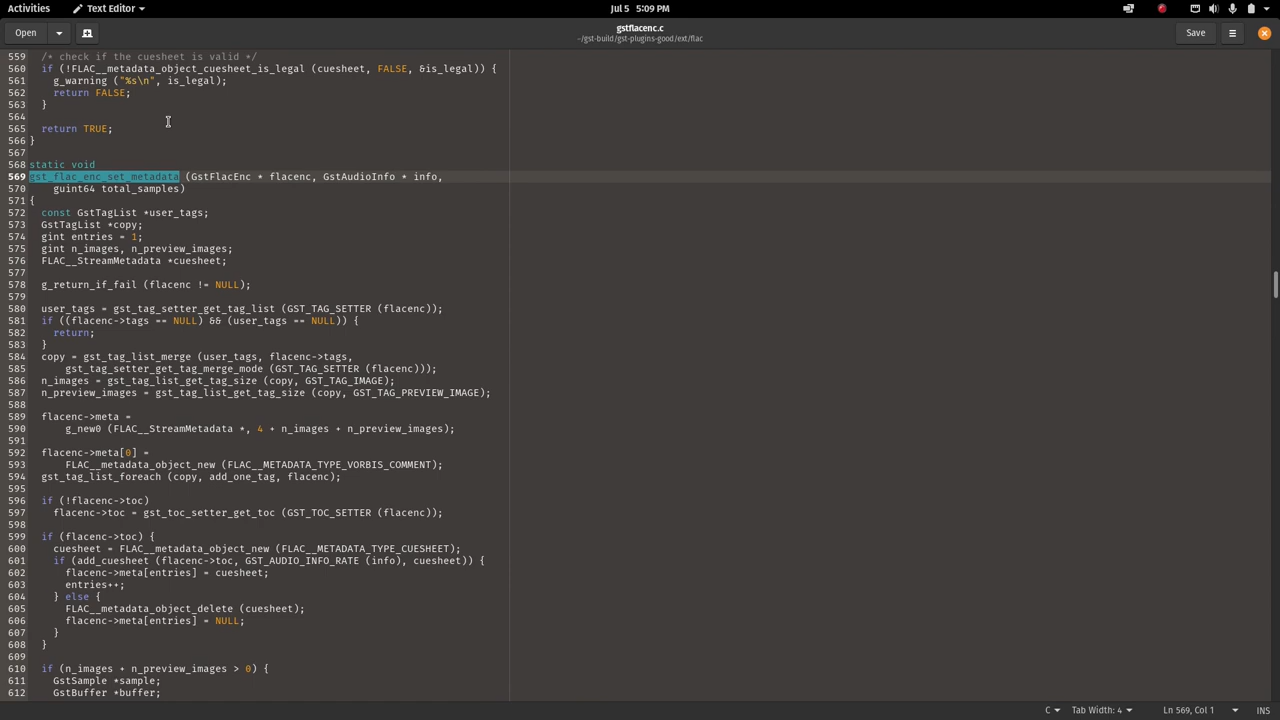 Activities
Text Editor
Jul 5 5:09 PM
Open
gstflacenc.c
~/gst-build/gst-plugins-good/ext/flac
Save
559 /* check if the cuesheet is valid */
560 if (!FLAC__metadata_object_cuesheet_is_legal (cuesheet, FALSE, &is_legal)) {
561 g_warning ("%s\n", is_legal);
562 return FALSE;
563 }
564
565 return TRUE;
566 }
567
568 static void
569 gst_flac_enc_set_metadata (GstFlacEnc * flacenc, GstAudioInfo * info,
570 guint64 total_samples)
571 {
572 const GstTagList *user_tags;
573 GstTagList *copy;
574 gint entries = 1;
575 gint n_images, n_preview_images;
576 FLAC__StreamMetadata *cuesheet;
577
578 g_return_if_fail (flacenc != NULL);
579
580 user_tags = gst_tag_setter_get_tag_list (GST_TAG_SETTER (flacenc));
581 if ((flacenc->tags == NULL) && (user_tags == NULL)) {
582 return;
583 }
584 copy = gst_tag_list_merge (user_tags, flacenc->tags,
585 gst_tag_setter_get_tag_merge_mode (GST_TAG_SETTER (flacenc)));
586 n_images = gst_tag_list_get_tag_size (copy, GST_TAG_IMAGE);
587 n_preview_images = gst_tag_list_get_tag_size (copy, GST_TAG_PREVIEW_IMAGE);
588
589 flacenc->meta =
590 g_new0 (FLAC__StreamMetadata *, 4 + n_images + n_preview_images);
591
592 flacenc->meta[0] =
593 FLAC__metadata_object_new (FLAC__METADATA_TYPE_VORBIS_COMMENT);
594 gst_tag_list_foreach (copy, add_one_tag, flacenc);
595
596 if (!flacenc->toc)
597 flacenc->toc = gst_toc_setter_get_toc (GST_TOC_SETTER (flacenc));
598
599 if (flacenc->toc) {
600 cuesheet = FLAC__metadata_object_new (FLAC__METADATA_TYPE_CUESHEET);
601 if (add_cuesheet (flacenc->toc, GST_AUDIO_INFO_RATE (info), cuesheet)) {
602 flacenc->meta[entries] = cuesheet;
603 entries++;
604 } else {
605 FLAC__metadata_object_delete (cuesheet);
606 flacenc->meta[entries] = NULL;
607 }
608 }
609
610 if (n_images + n_preview_images > 0) {
611 GstSample *sample;
612 GstBuffer *buffer;
C
Tab Width: 4
Ln 569, Col 1
INS